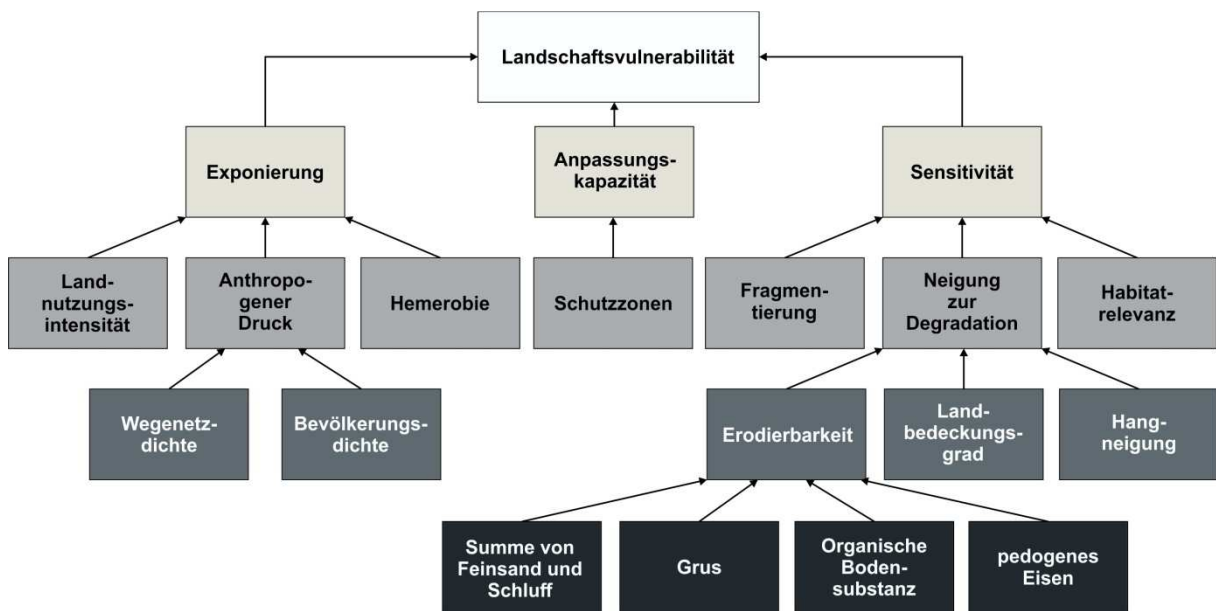 Landschaftsvulnerabilität
Exponierung
Anpassungs-
kapazität
Sensitivität
Land-
nutzungs-
intensität
Anthropo-
gener
Druck
Hemerobie
Schutzzonen
Fragmen-
tierung
Neigung
zur
Degradation
Habitat-
relevanz
Wegenetz-
dichte
Bevölkerungs-
dichte
Erodierbarkeit
Land-
bedeckungs-
grad
Hang-
neigung
Summe von
Feinsand und
Schluff
Grus
Organische
Boden-
substanz
pedogenes
Eisen